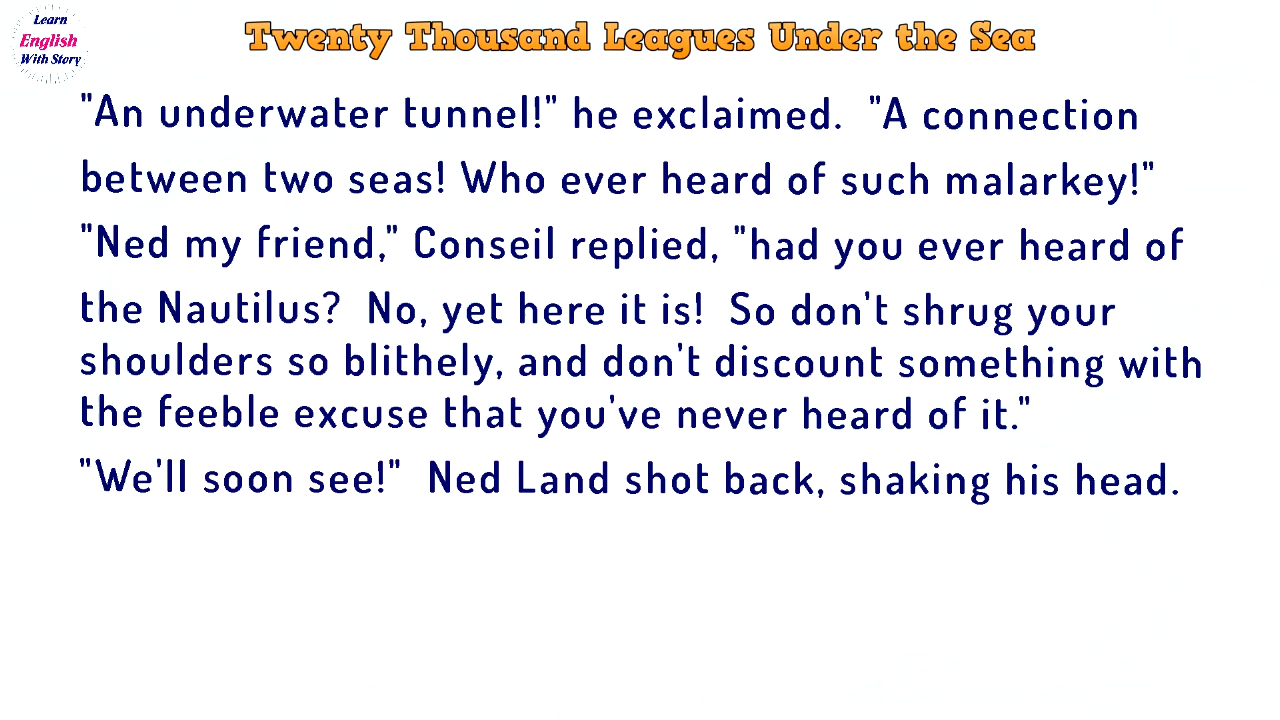 Learn
English
With Story
Twenty Thousand Leagues Under the Sea
"An underwater tunnel!" he exclaimed.  "A connection
between two seas! Who ever heard of such malarkey!"
"Ned my friend," Conseil replied, "had you ever heard of
the Nautilus?  No, yet here it is!  So don't shrug your
shoulders so blithely, and don't discount something with
the feeble excuse that you've never heard of it."
"We'll soon see!"  Ned Land shot back, shaking his head.